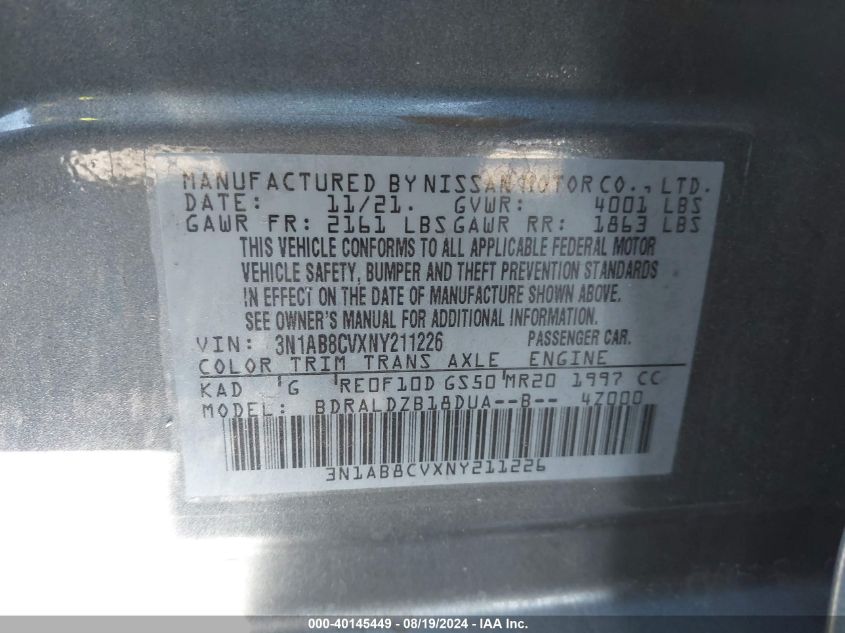 MANUFACTURED BY NISSAN MOTOR CO., LTD.
DATE: 11/21. GVWR: 4001 LBS
GAWR FR: 2161 LBS GAWR RR: 1863 LBS
THIS VEHICLE CONFORMS TO ALL APPLICABLE FEDERAL MOTOR
VEHICLE SAFETY, BUMPER AND THEFT PREVENTION STANDARDS
IN EFFECT ON THE DATE OF MANUFACTURE SHOWN ABOVE.
SEE OWNER'S MANUAL FOR ADDITIONAL INFORMATION.
VIN: 3N1AB8CVXNY211226 PASSENGER CAR.
COLOR TRIM TRANS AXLE ENGINE
KAD 'G 'RE0F10D GS50'MR20 1997 CC
MODEL: BDRALDZB18DUA--B-- 4Z000
3N1AB8CVXNY211226
000-40145449 - 08/19/2024 - IAA Inc.